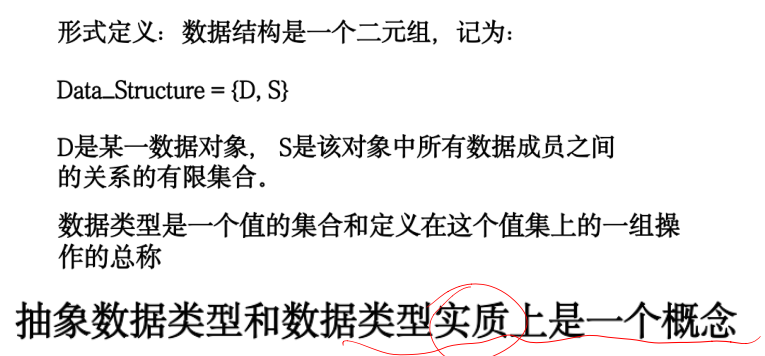 形式定义：数据结构是一个二元组，记为：
Data_Structure = {D, S}
D是某一数据对象， S是该对象中所有数据成员之间
的关系的有限集合。
数据类型是一个值的集合和定义在这个值集上的一组操
作的总称
抽象数据类型和数据类型实质上是一个概念